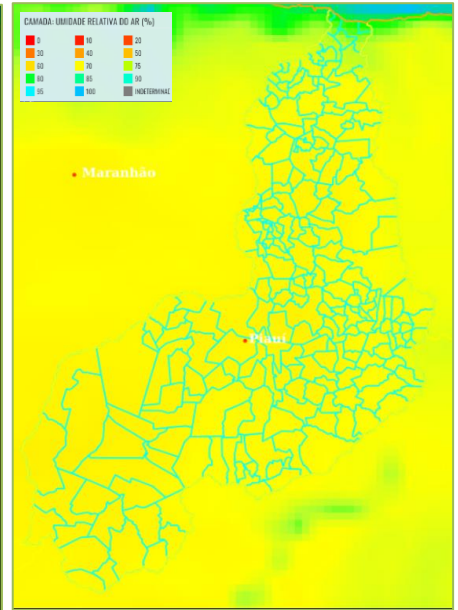 CAMADA: UMIDADE RELATIVA DO AR (%)
0 10 20
30 40 50
60 70 75
80 85 90
95 100 INDETERMINAC
Maranhão
Piauí